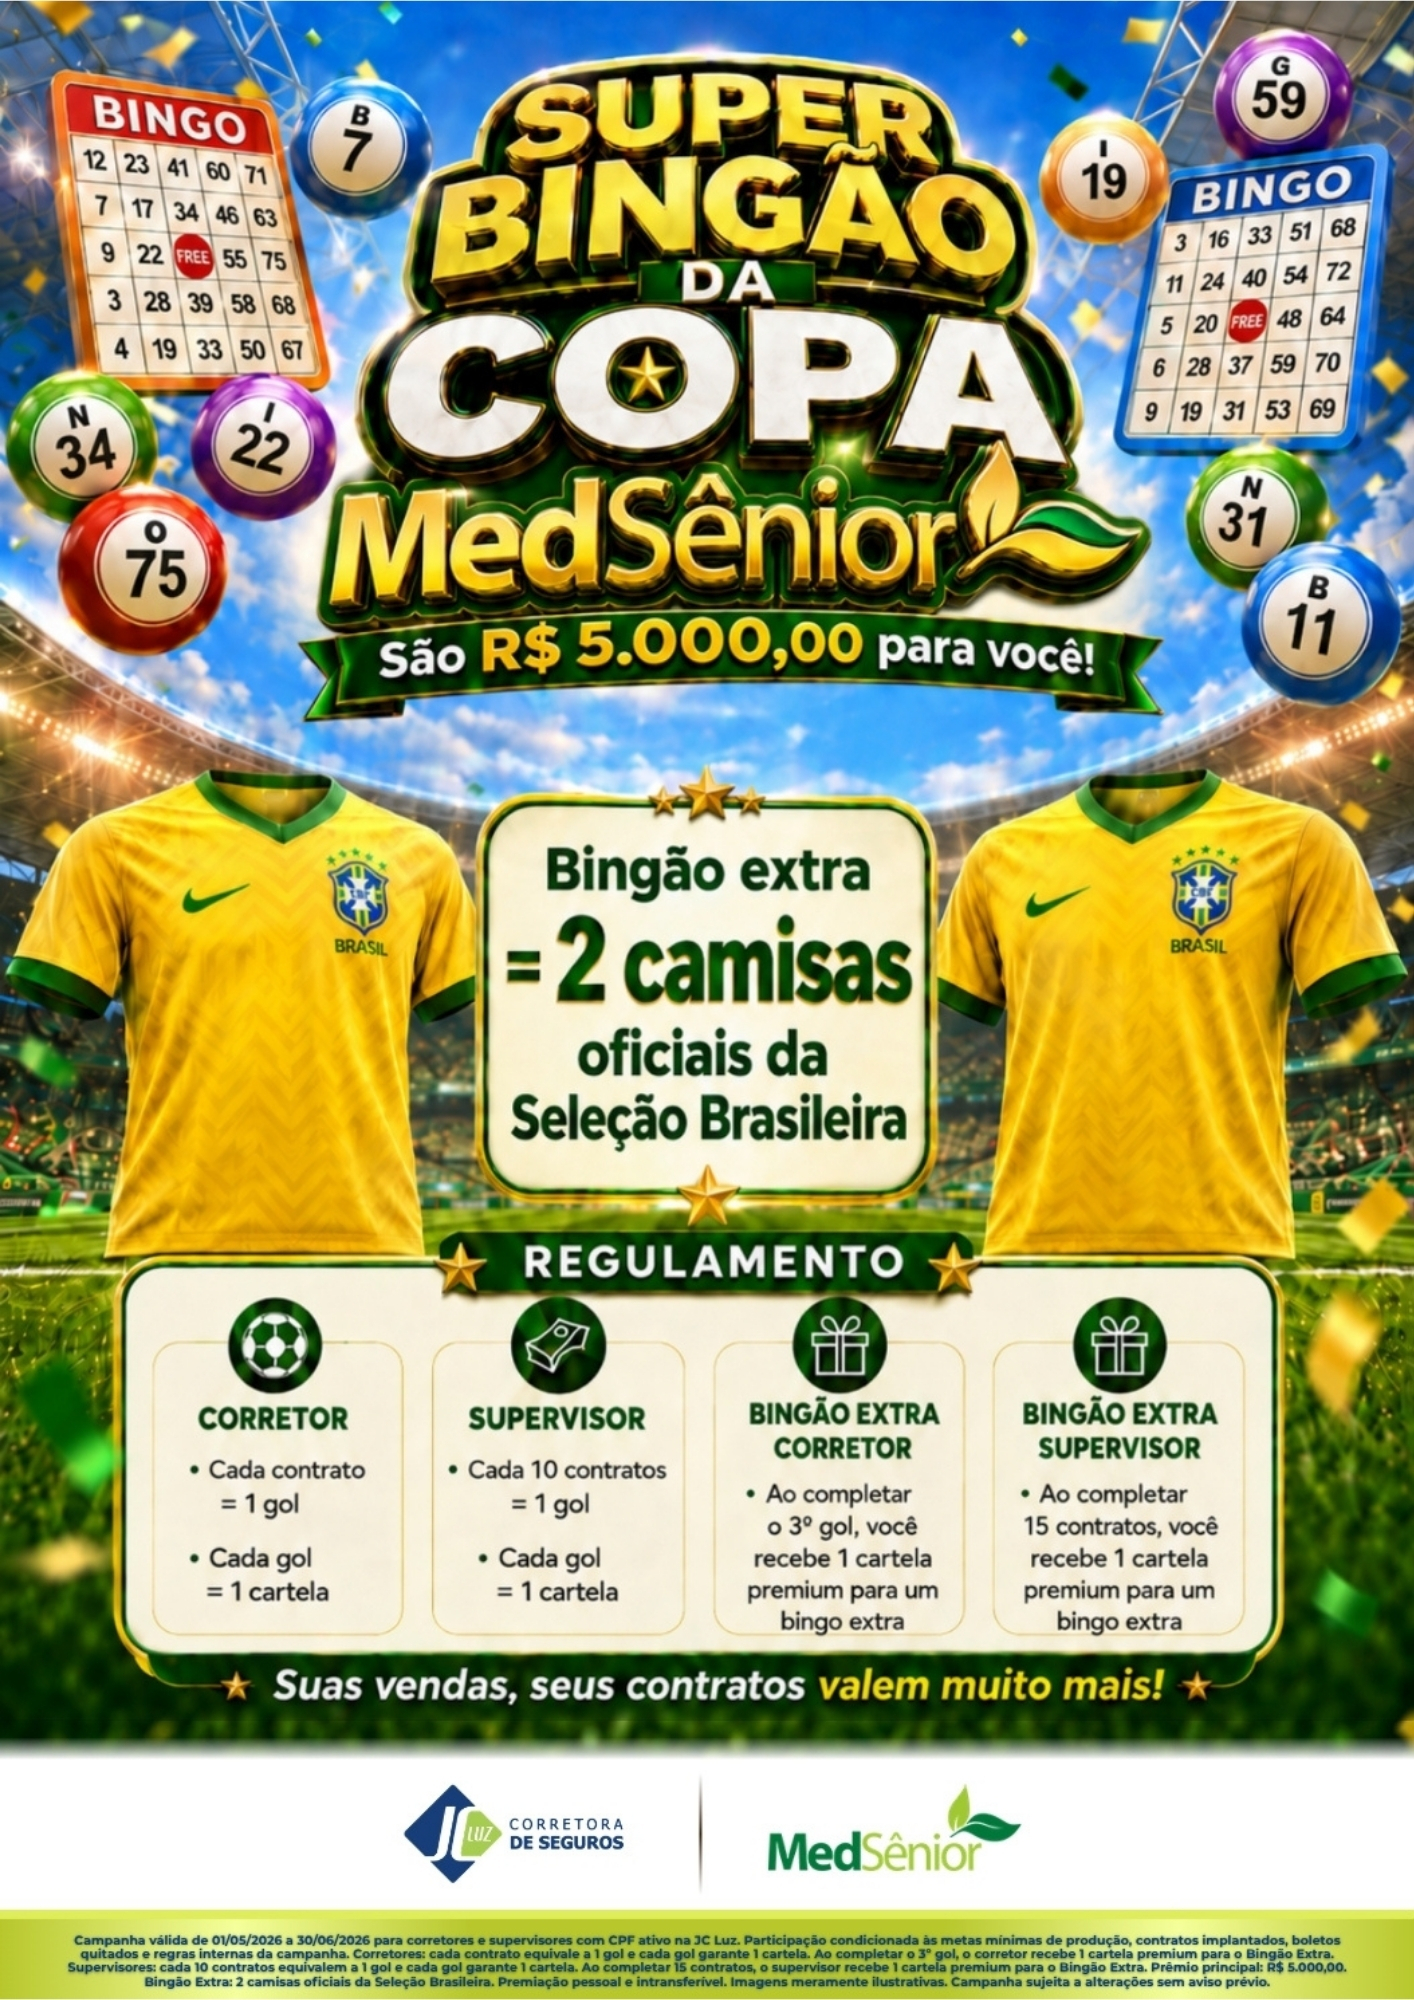 SUPER
BINGÃO
DA
COPA
MedSênior
São R$ 5.000,00 para você!
BINGO
12 23 41 60 71
7 17 34 46 63
9 22 FREE 55 75
3 28 39 58 68
4 19 33 50 67
B
7
N
34
I
22
O
75
G
59
I
19
BINGO
3 16 33 51 68
11 24 40 54 72
5 20 FREE 48 64
6 28 37 59 70
9 19 31 53 69
N
31
B
11
CBF
BRASIL
CBF
BRASIL
Bingão extra
= 2 camisas
oficiais da
Seleção Brasileira
REGULAMENTO
CORRETOR
• Cada contrato
= 1 gol
• Cada gol
= 1 cartela
SUPERVISOR
• Cada 10 contratos
= 1 gol
• Cada gol
= 1 cartela
BINGÃO EXTRA
CORRETOR
• Ao completar
o 3º gol, você
recebe 1 cartela
premium para um
bingo extra
BINGÃO EXTRA
SUPERVISOR
• Ao completar
15 contratos, você
recebe 1 cartela
premium para um
bingo extra
Suas vendas, seus contratos valem muito mais!
JC LUZ
CORRETORA
DE SEGUROS
MedSênior
Campanha válida de 01/05/2026 a 30/06/2026 para corretores e supervisores com CPF ativo na JC Luz. Participação condicionada às metas mínimas de produção, contratos implantados, boletos
quitados e regras internas da campanha. Corretores: cada contrato equivale a 1 gol e cada gol garante 1 cartela. Ao completar o 3º gol, o corretor recebe 1 cartela premium para o Bingão Extra.
Supervisores: cada 10 contratos equivalem a 1 gol e cada gol garante 1 cartela. Ao completar 15 contratos, o supervisor recebe 1 cartela premium para o Bingão Extra. Prêmio principal: R$ 5.000,00.
Bingão Extra: 2 camisas oficiais da Seleção Brasileira. Premiação pessoal e intransferível. Imagens meramente ilustrativas. Campanha sujeita a alterações sem aviso prévio.